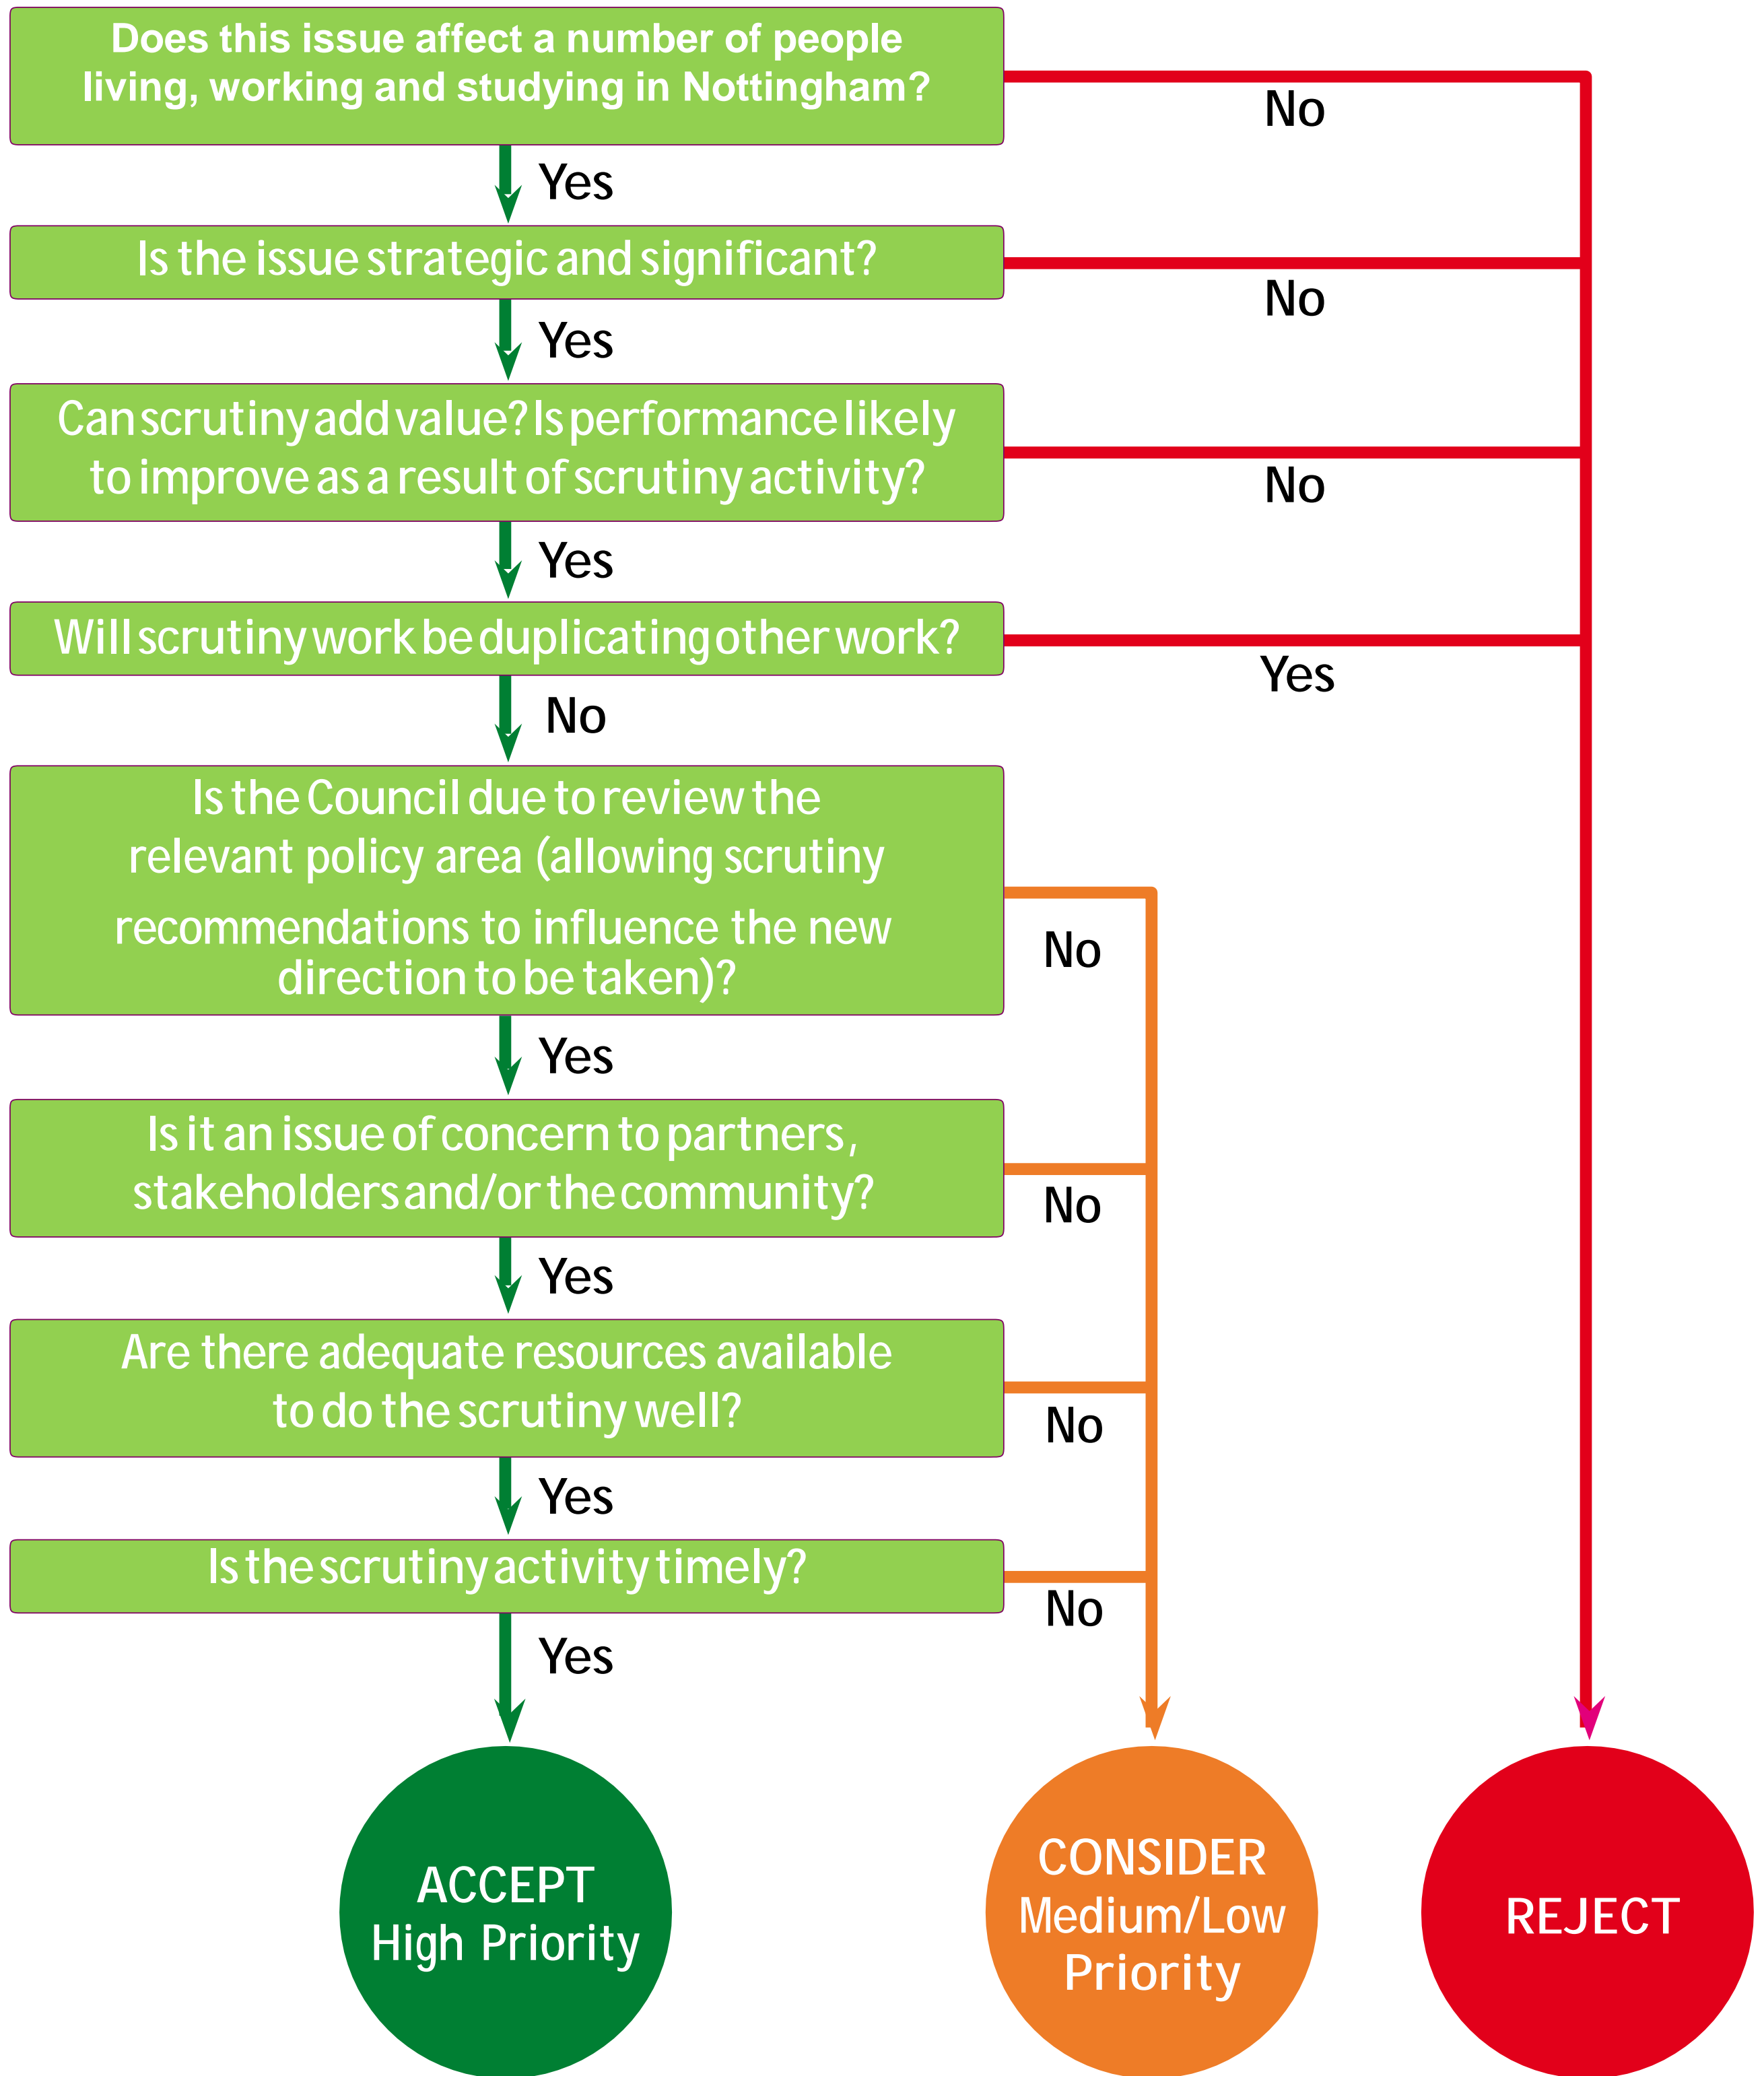 Does this issue affect a number of people
living, working and studying in Nottingham?
No
Yes
Is the issue strategic and significant?
No
Yes
Can scrutiny add value? Is performance likely
to improve as a result of scrutiny activity?
No
Yes
Will scrutiny work be duplicating other work?
Yes
No
Is the Council due to review the
relevant policy area (allowing scrutiny
recommendations to influence the new
direction to be taken)?
No
Yes
Is it an issue of concern to partners,
stakeholders and/or the community?
No
Yes
Are there adequate resources available
to do the scrutiny well?
No
Yes
Is the scrutiny activity timely?
No
Yes
ACCEPT
High Priority
CONSIDER
Medium/Low
Priority
REJECT